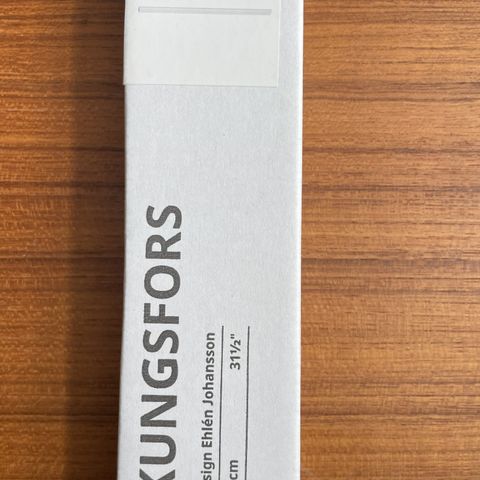 KUNGSFORS
sign Ehlén Johansson
cm 31½"